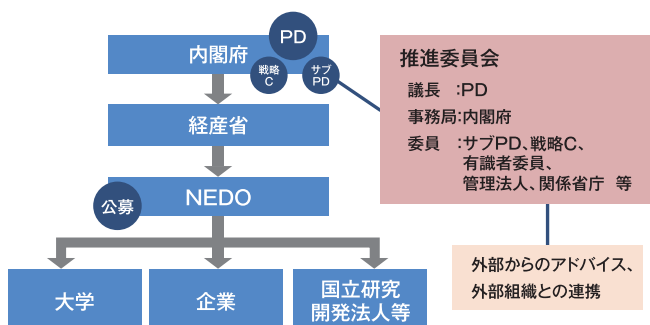 内閣府
PD
戦略
C
サブ
PD
経産省
公募
NEDO
大学
企業
国立研究
開発法人等
推進委員会
議長　:PD
事務局:内閣府
委員　:サブPD、戦略C、
有識者委員、
管理法人、関係省庁 等
外部からのアドバイス、
外部組織との連携